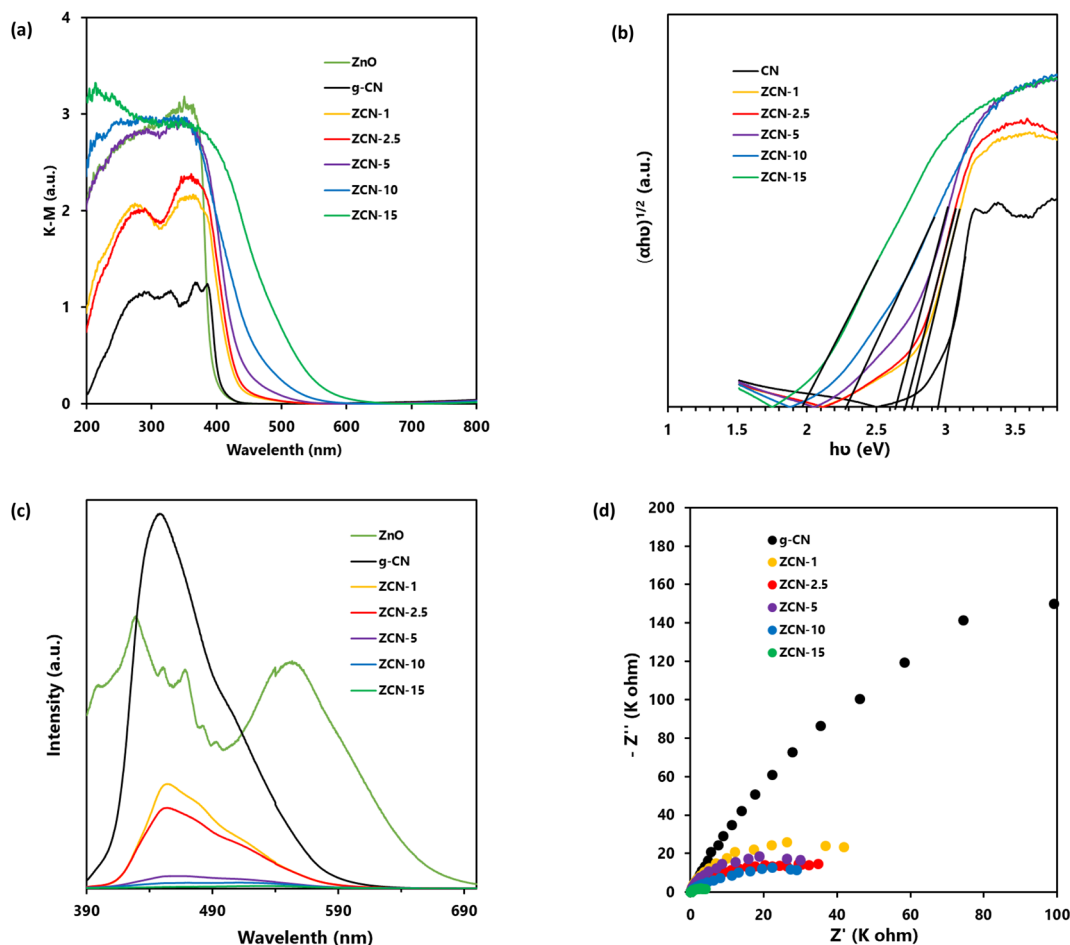 (a)
4
3
2
1
0
K-M (a.u.)
200 300 400 500 600 700 800
Wavelenth (nm)
ZnO
g-CN
ZCN-1
ZCN-2.5
ZCN-5
ZCN-10
ZCN-15
(b)
(αhυ)1/2 (a.u.)
1 1.5 2 2.5 3 3.5
hυ (eV)
CN
ZCN-1
ZCN-2.5
ZCN-5
ZCN-10
ZCN-15
(c)
Intensity (a.u.)
390 490 590 690
Wavelenth (nm)
ZnO
g-CN
ZCN-1
ZCN-2.5
ZCN-5
ZCN-10
ZCN-15
(d)
200
180
160
140
120
100
80
60
40
20
0
- Z'' (K ohm)
0 20 40 60 80 100
Z' (K ohm)
g-CN
ZCN-1
ZCN-2.5
ZCN-5
ZCN-10
ZCN-15